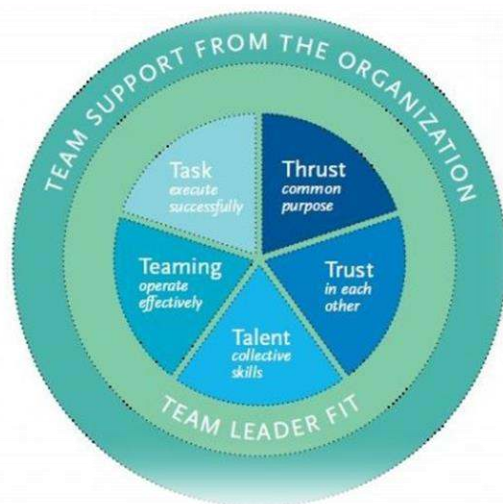 TEAM SUPPORT FROM THE ORGANIZATION
Task
execute
successfully
Thrust
common
purpose
Teaming
operate
effectively
Trust
in each
other
Talent
collective
skills
TEAM LEADER FIT